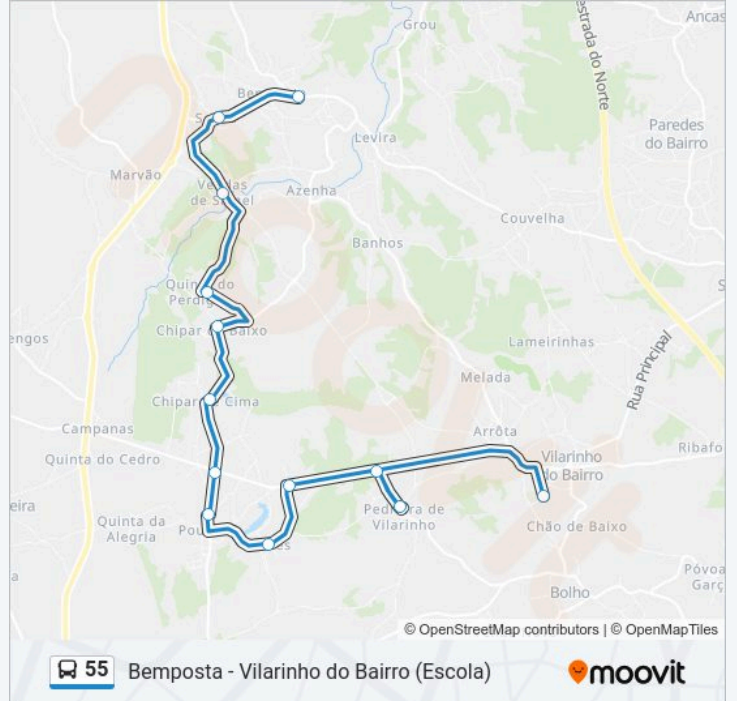 Grou
Ancas
estrada do Norte
Levira
Paredes
do Bairro
Marvão
de
Azenha
Couvelha
Banhos
Chipar Baixo
engos
Lameirinhas
Rua Principal
Melada
Chipar Cima
Campanas
Arrôta
Quinta do Cedro
Vilarinho
do Bairro
Ribafo
eira
Quinta da
Alegria
Pedreira de
Vilarinho
Chão de Baixo
Póvoa
Garç
Bolho
a
© OpenStreetMap contributors | © OpenMapTiles
55 Bemposta - Vilarinho do Bairro (Escola) moovit